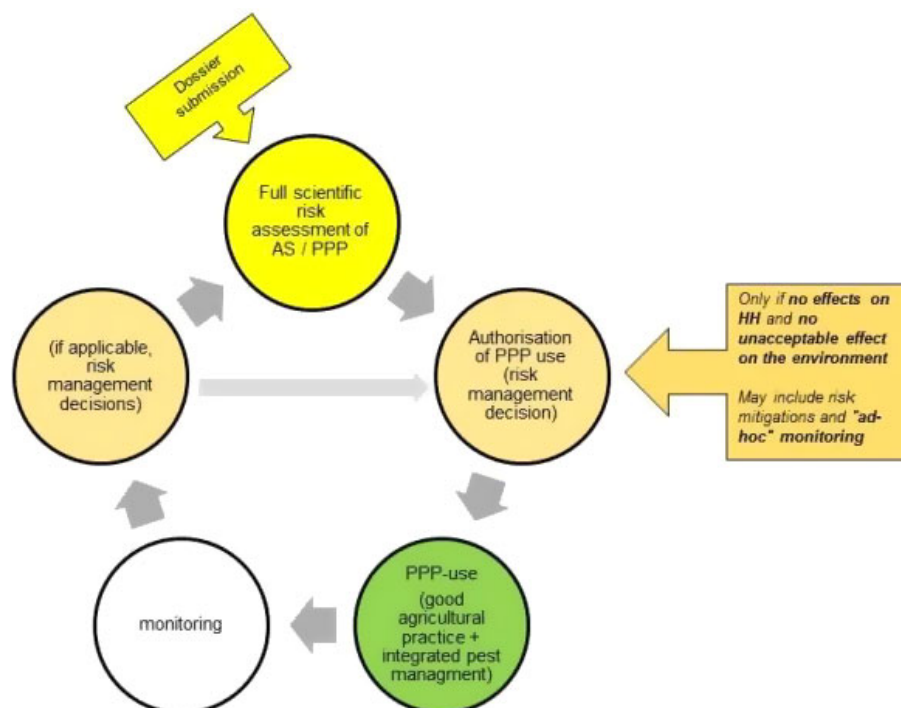 Dossier
submission
Full scientific
risk
assessment of
AS / PPP
(if applicable,
risk
management
decisions)
Authorisation
of PPP use
(risk
management
decision)
Only if no effects on
HH and no
unacceptable effect
on the environment
May include risk
mitigations and "ad-
hoc" monitoring
monitoring
PPP-use
(good
agricultural
practice +
integrated pest
managment)